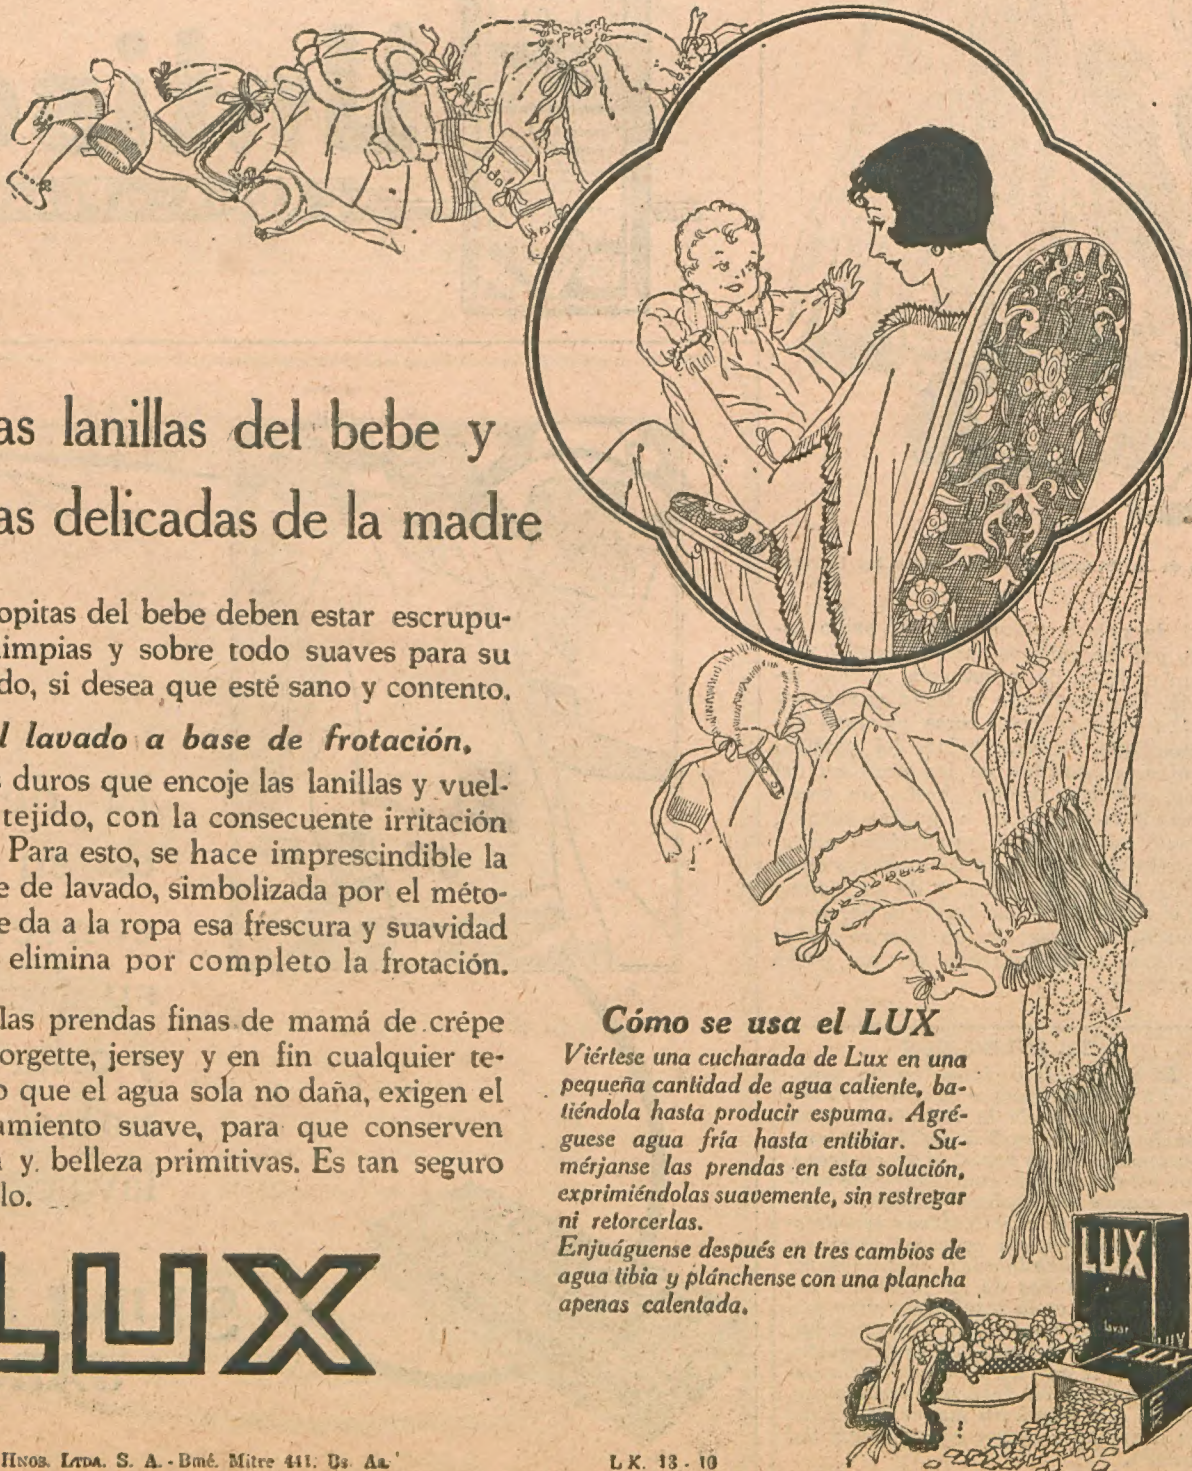 as lanillas del bebe y
as delicadas de la madre
opitas del bebe deben estar escrupu-
limpias y sobre todo suaves para su
do, si desea que esté sano y contento.
l lavado a base de frotación,
s duros que encoje las lanillas y vuel-
tejido, con la consecuente irritación
Para esto, se hace imprescindible la
e de lavado, simbolizada por el méto-
e da a la ropa esa frescura y suavidad
elimina por completo la frotación.
las prendas finas de mamá de crépe
orgette, jersey y en fin cualquier te-
o que el agua sola no daña, exigen el
amiento suave, para que conserven
y belleza primitivas. Es tan seguro
lo.
LUX
Cómo se usa el LUX
Viértese una cucharada de Lux en una
pequeña cantidad de agua caliente, ba-
tiéndola hasta producir espuma. Agré-
guese agua fría hasta entibiar. Su-
mérjanse las prendas en esta solución,
exprimiéndolas suavemente, sin restregar
ni retorcerlas.
Enjuáguense después en tres cambios de
agua tibia y plánchense con una plancha
apenas calentada.
LUX
lavar
LUX
LUX
HNOS. LTDA. S. A. - Bmé. Mitre 441. Bs. As.
L K. 13 - 10